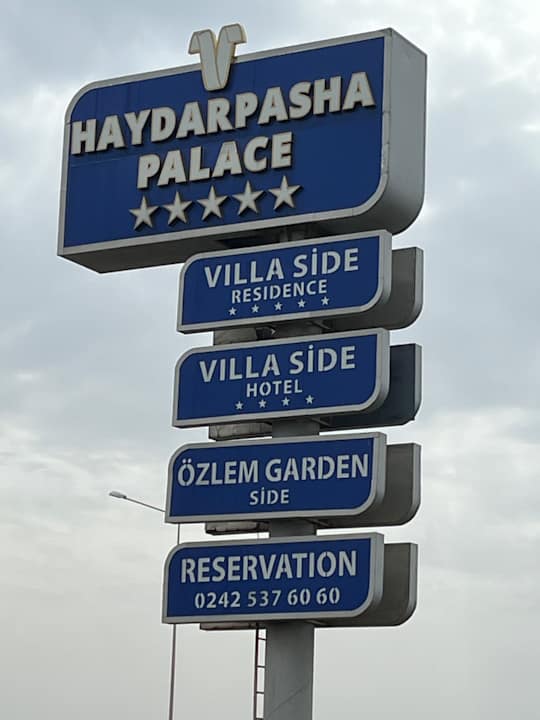 HAYDARPASHA
PALACE
VILLA SİDE
RESIDENCE
VILLA SİDE
HOTEL
ÖZLEM GARDEN
SİDE
RESERVATION
0242 537 60 60